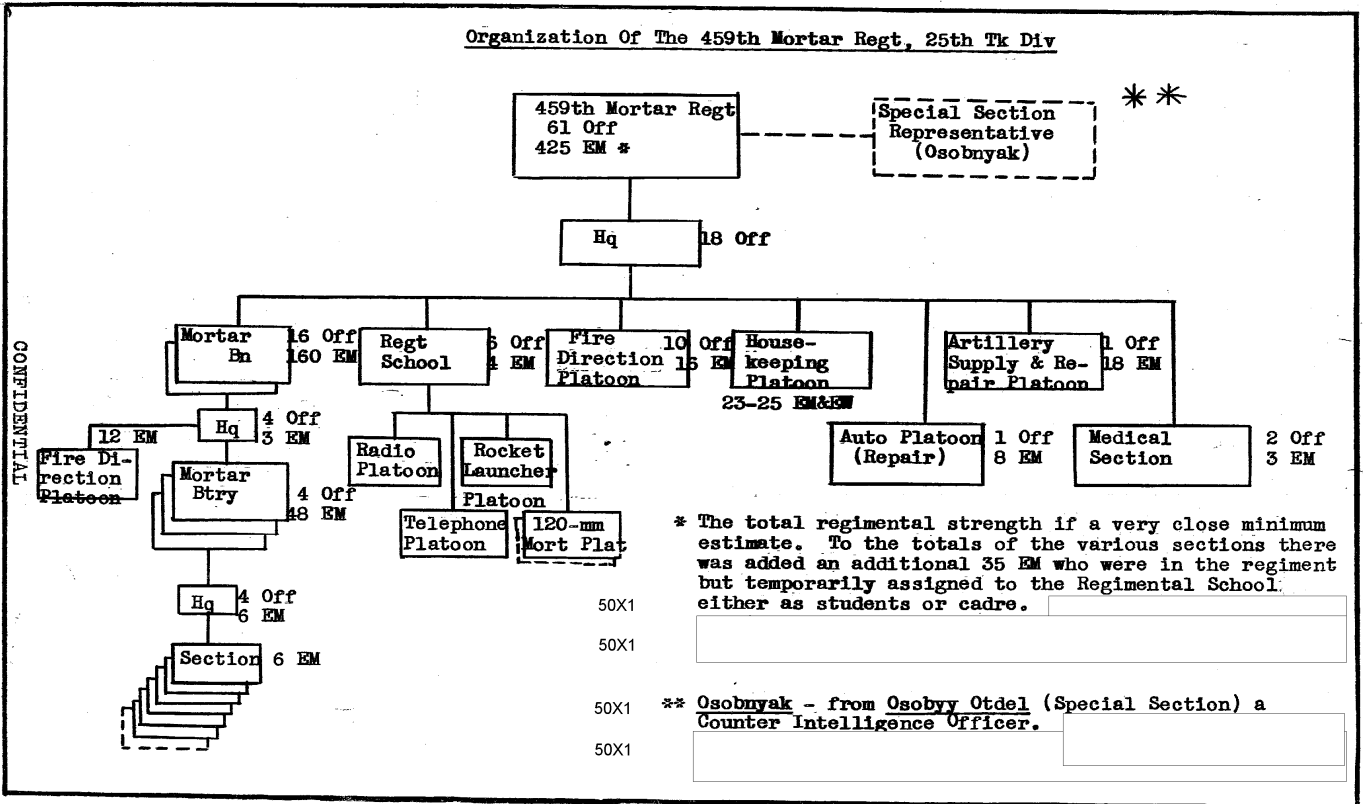 Organization Of The 459th Mortar Regt, 25th Tk Div
459th Mortar Regt
61 Off
425 EM *
Special Section
Representative
(Osobnyak)
**
Hq
18 Off
Mortar
Bn
16 Off
160 EM
Regt
School
6 Off
4 EM
Fire
Direction
Platoon
10 Off
16 EM
House-
keeping
Platoon
23-25 EM&EW
Artillery
Supply & Re-
pair Platoon
1 Off
18 EM
CONFIDENTIAL
Hq
4 Off
3 EM
12 EM
Fire Di-
rection
Platoon
Radio
Platoon
Rocket
Launcher
Platoon
Auto Platoon
(Repair)
1 Off
8 EM
Medical
Section
2 Off
3 EM
Mortar
Btry
4 Off
48 EM
Telephone
Platoon
120-mm
Mort Plat
Hq
4 Off
6 EM
Section
6 EM
* The total regimental strength if a very close minimum
estimate. To the totals of the various sections there
was added an additional 35 EM who were in the regiment
but temporarily assigned to the Regimental School
either as students or cadre.
50X1
50X1
** Osobnyak - from Osobyy Otdel (Special Section) a
Counter Intelligence Officer.
50X1
50X1